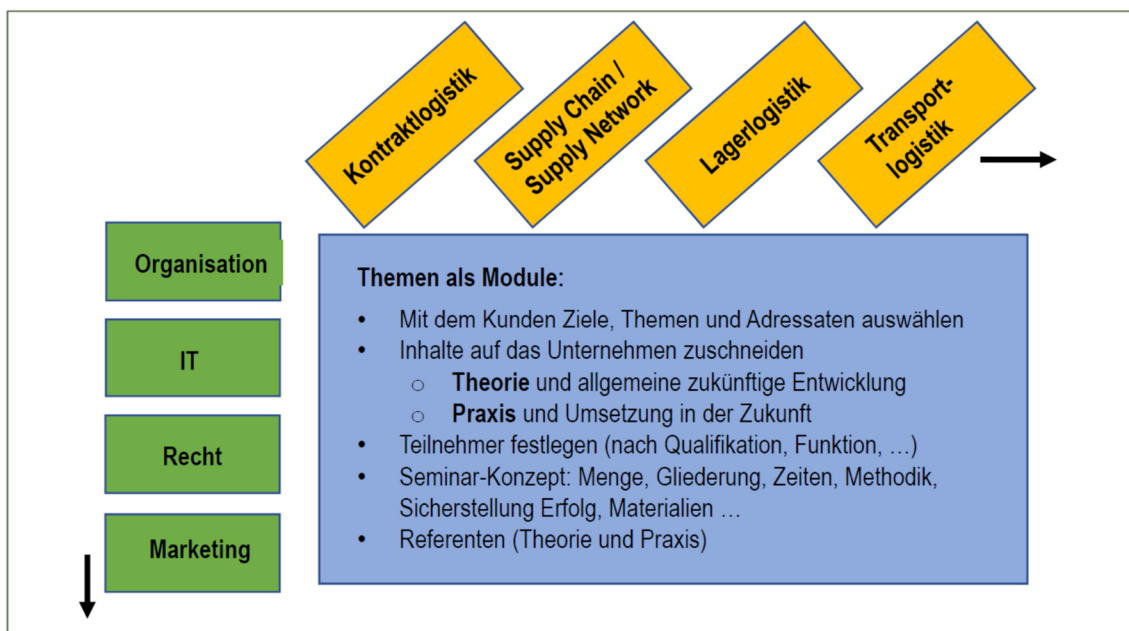 Kontraktlogistik
Supply Chain /
Supply Network
Lagerlogistik
Transport-
logistik
Organisation
IT
Recht
Marketing
Themen als Module:
• Mit dem Kunden Ziele, Themen und Adressaten auswählen
• Inhalte auf das Unternehmen zuschneiden
o Theorie und allgemeine zukünftige Entwicklung
o Praxis und Umsetzung in der Zukunft
• Teilnehmer festlegen (nach Qualifikation, Funktion, …)
• Seminar-Konzept: Menge, Gliederung, Zeiten, Methodik,
Sicherstellung Erfolg, Materialien …
• Referenten (Theorie und Praxis)